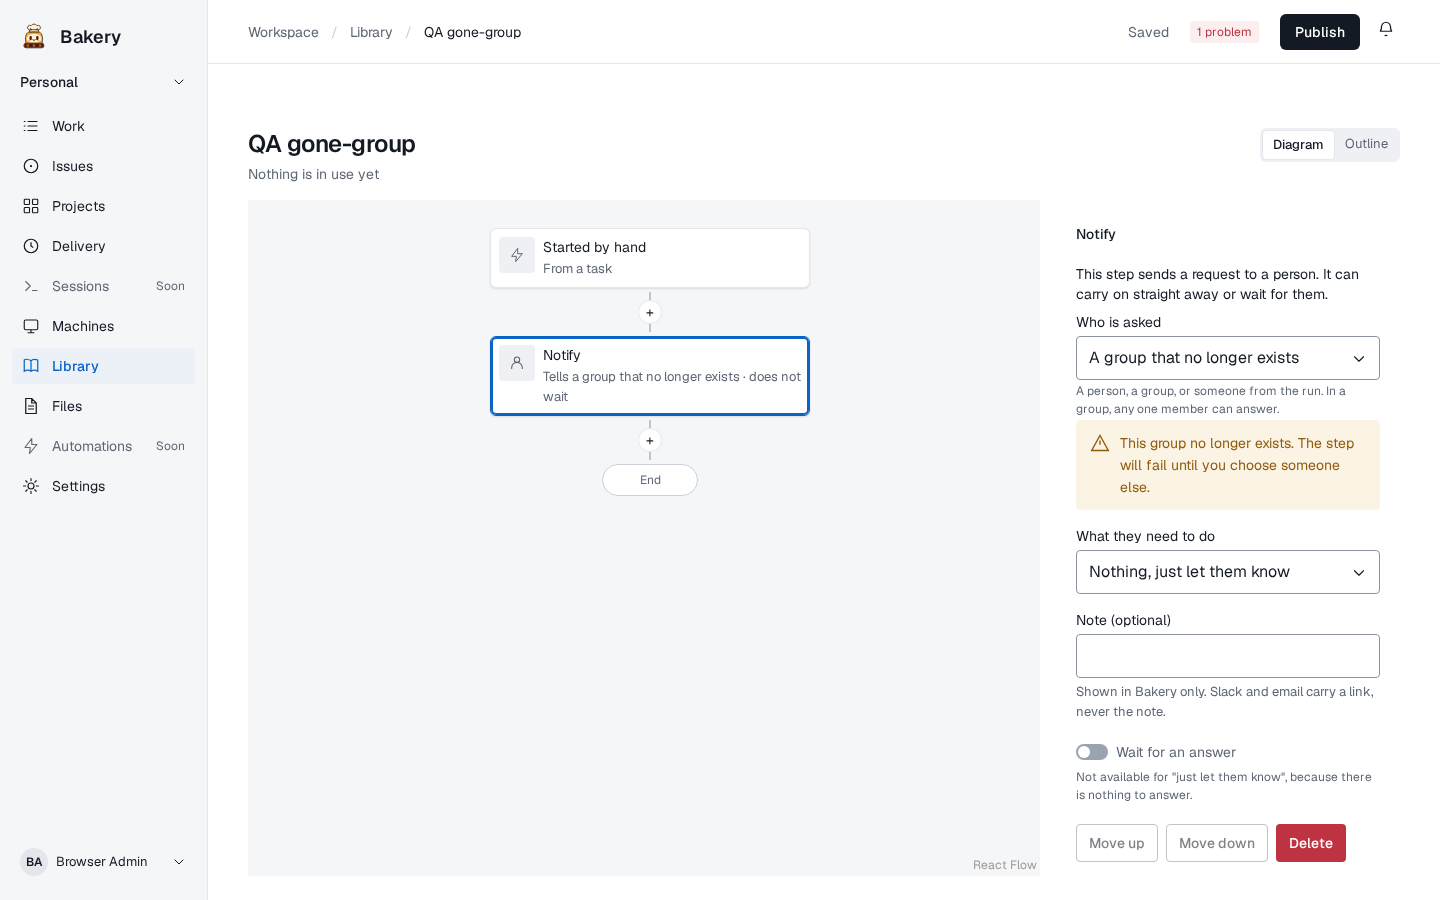 Bakery
Personal
Work
Issues
Projects
Delivery
Sessions Soon
Machines
Library
Files
Automations Soon
Settings
BA Browser Admin
Workspace / Library / QA gone-group
Saved 1 problem Publish
QA gone-group
Nothing is in use yet
Diagram Outline
Started by hand
From a task
+
Notify
Tells a group that no longer exists · does not
wait
+
End
React Flow
Notify
This step sends a request to a person. It can
carry on straight away or wait for them.
Who is asked
A group that no longer exists
A person, a group, or someone from the run. In a
group, any one member can answer.
This group no longer exists. The step
will fail until you choose someone
else.
What they need to do
Nothing, just let them know
Note (optional)
Shown in Bakery only. Slack and email carry a link,
never the note.
Wait for an answer
Not available for "just let them know", because there
is nothing to answer.
Move up Move down Delete